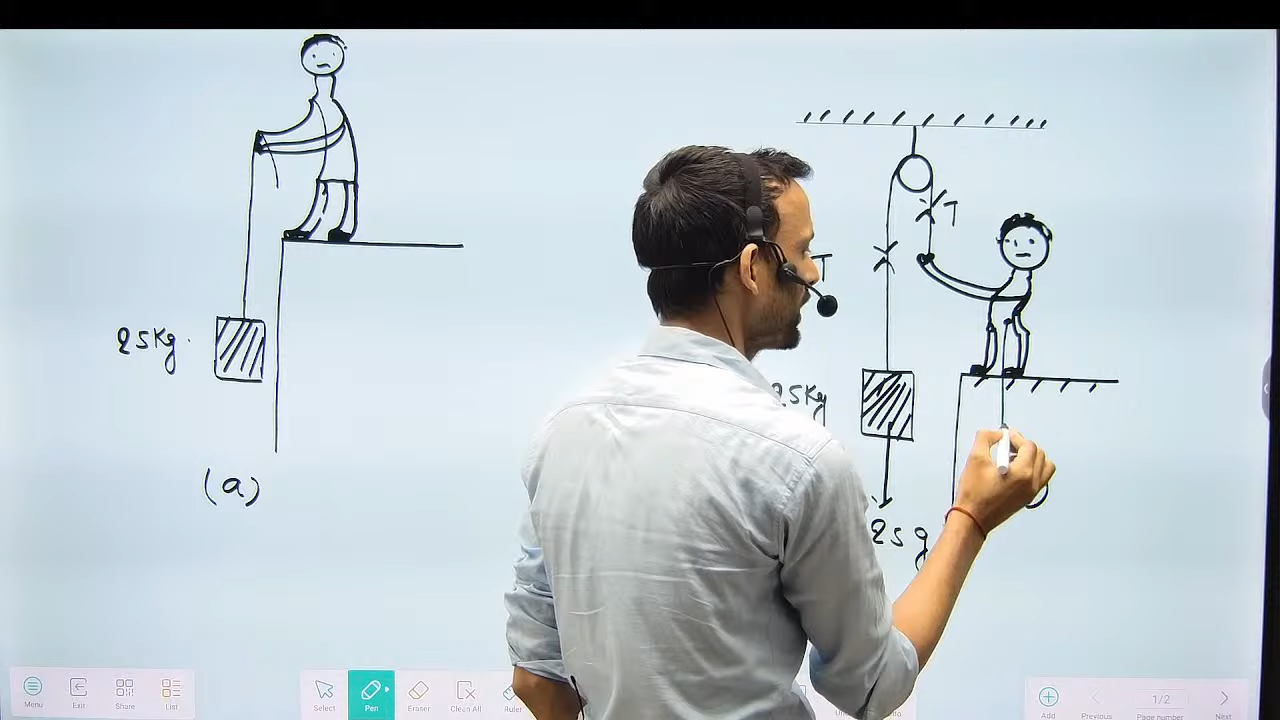 T
T
25Kg.
25Kg
(a)
25g
Menu
Exit
Share
List
Select
Pen
Eraser
Clean All
Ruler
Add
Previous
1/2
Page number
Next